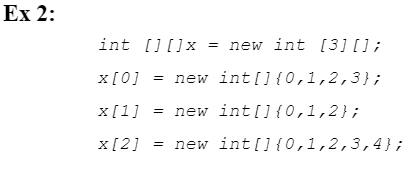 Ex 2:
int [][]x = new int [3][];
x[0] = new int[]{0,1,2,3};
x[1] = new int[]{0,1,2};
x[2] = new int[]{0,1,2,3,4};